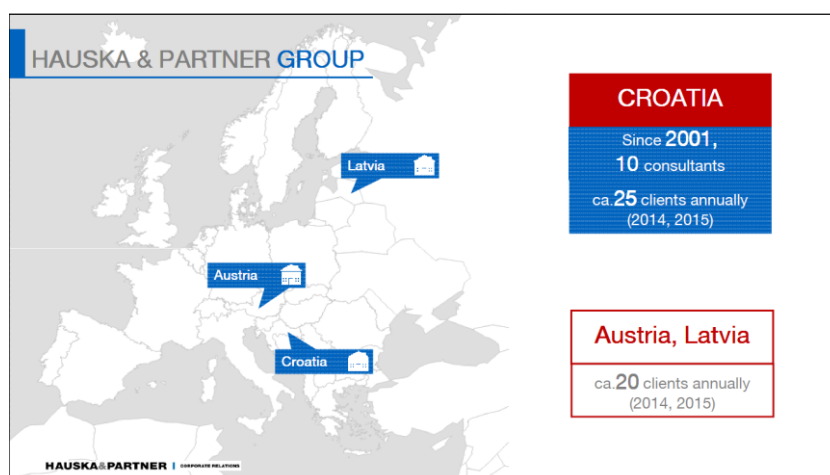 HAUSKA & PARTNER GROUP
Latvia
Austria
Croatia
CROATIA
Since 2001,
10 consultants
ca.25 clients annually
(2014, 2015)
Austria, Latvia
ca.20 clients annually
(2014, 2015)
HAUSKA&PARTNER | CORPORATE RELATIONS